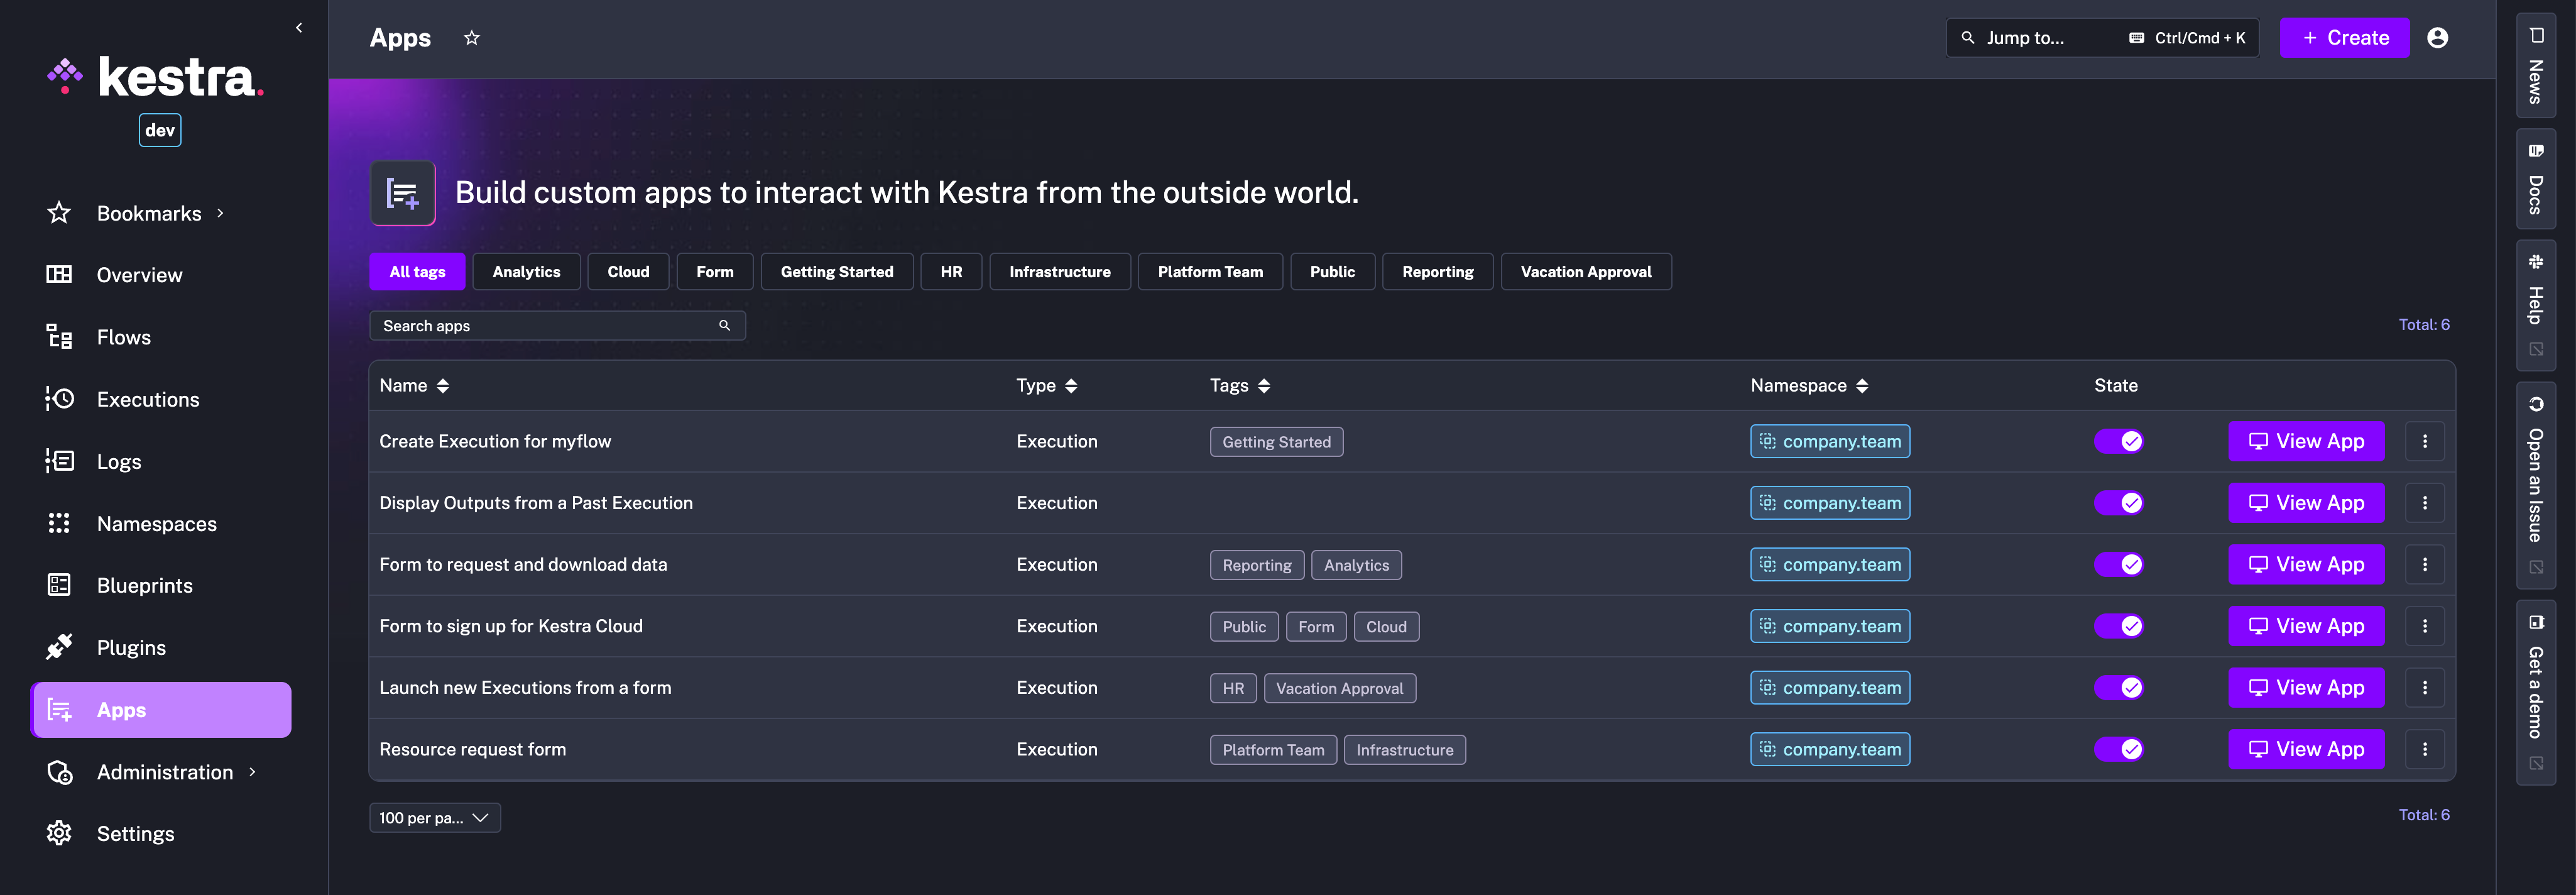 kestra.
dev
Bookmarks
Overview
Flows
Executions
Logs
Namespaces
Blueprints
Plugins
Apps
Administration
Settings
Apps
Jump to... Ctrl/Cmd + K
+ Create
Build custom apps to interact with Kestra from the outside world.
All tags Analytics Cloud Form Getting Started HR Infrastructure Platform Team Public Reporting Vacation Approval
Search apps
Total: 6
Name Type Tags Namespace State
Create Execution for myflow Execution Getting Started company.team View App
Display Outputs from a Past Execution Execution company.team View App
Form to request and download data Execution Reporting Analytics company.team View App
Form to sign up for Kestra Cloud Execution Public Form Cloud company.team View App
Launch new Executions from a form Execution HR Vacation Approval company.team View App
Resource request form Execution Platform Team Infrastructure company.team View App
100 per pa...
Total: 6
News
Docs
Help
Open an Issue
Get a demo